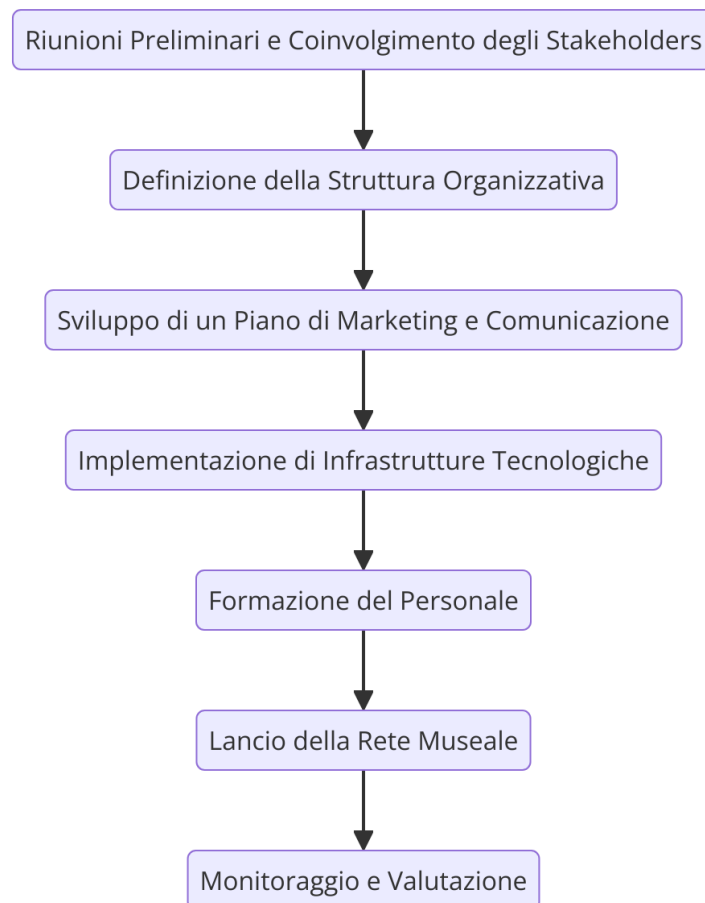 Riunioni Preliminari e Coinvolgimento degli Stakeholders
Definizione della Struttura Organizzativa
Sviluppo di un Piano di Marketing e Comunicazione
Implementazione di Infrastrutture Tecnologiche
Formazione del Personale
Lancio della Rete Museale
Monitoraggio e Valutazione